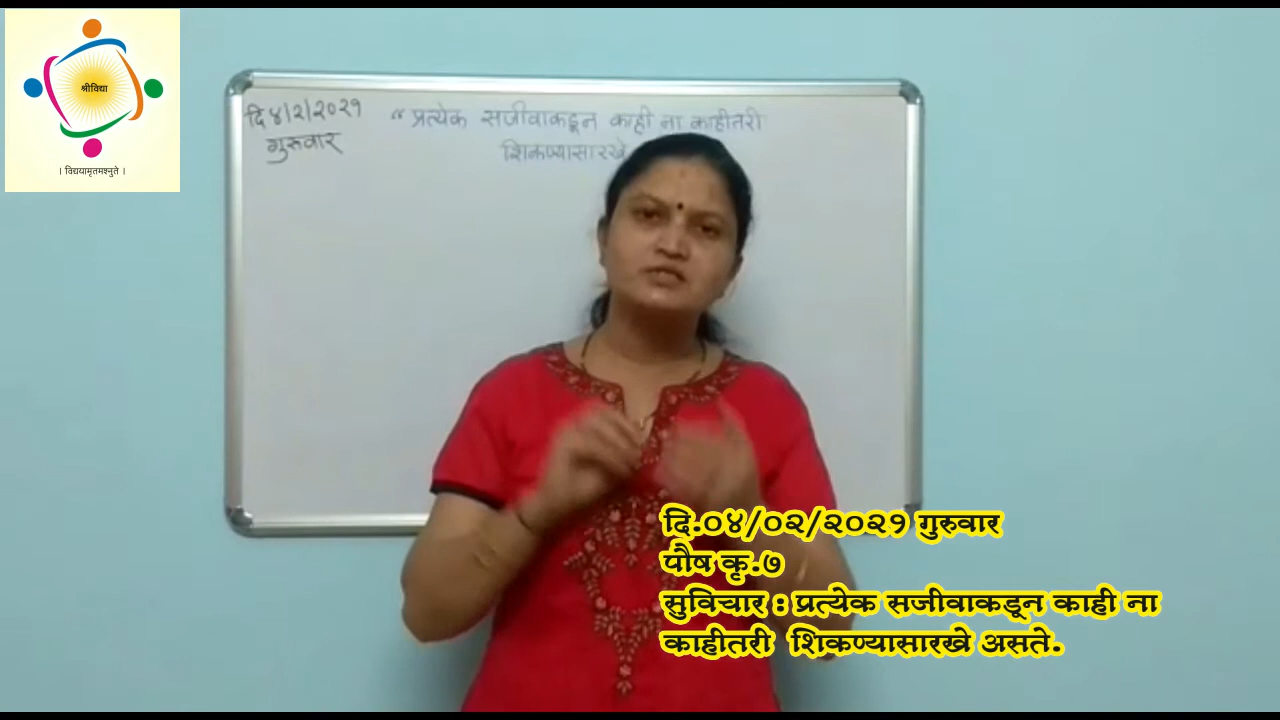 श्रीविद्या
। विद्ययामृतमश्नुते ।
दि ४/२/२०२१
गुरुवार
“ प्रत्येक सजीवाकडून काही ना काहीतरी
शिकण्यासारखे
दि.०४/०२/२०२१ गुरुवार
पौष कृ.७
सुविचार : प्रत्येक सजीवाकडून काही ना
काहीतरी शिकण्यासारखे असते.